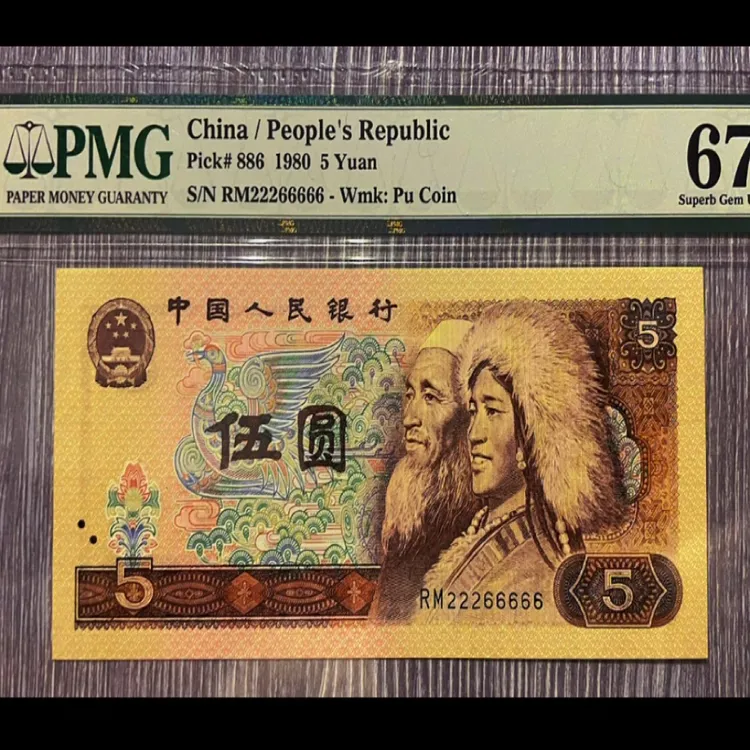 PMG
PAPER MONEY GUARANTY
China / People's Republic
Pick# 886 1980 5 Yuan
S/N RM22266666 - Wmk: Pu Coin
67
Superb Gem U
中国人民银行
5
伍圆
5
RM22266666
5